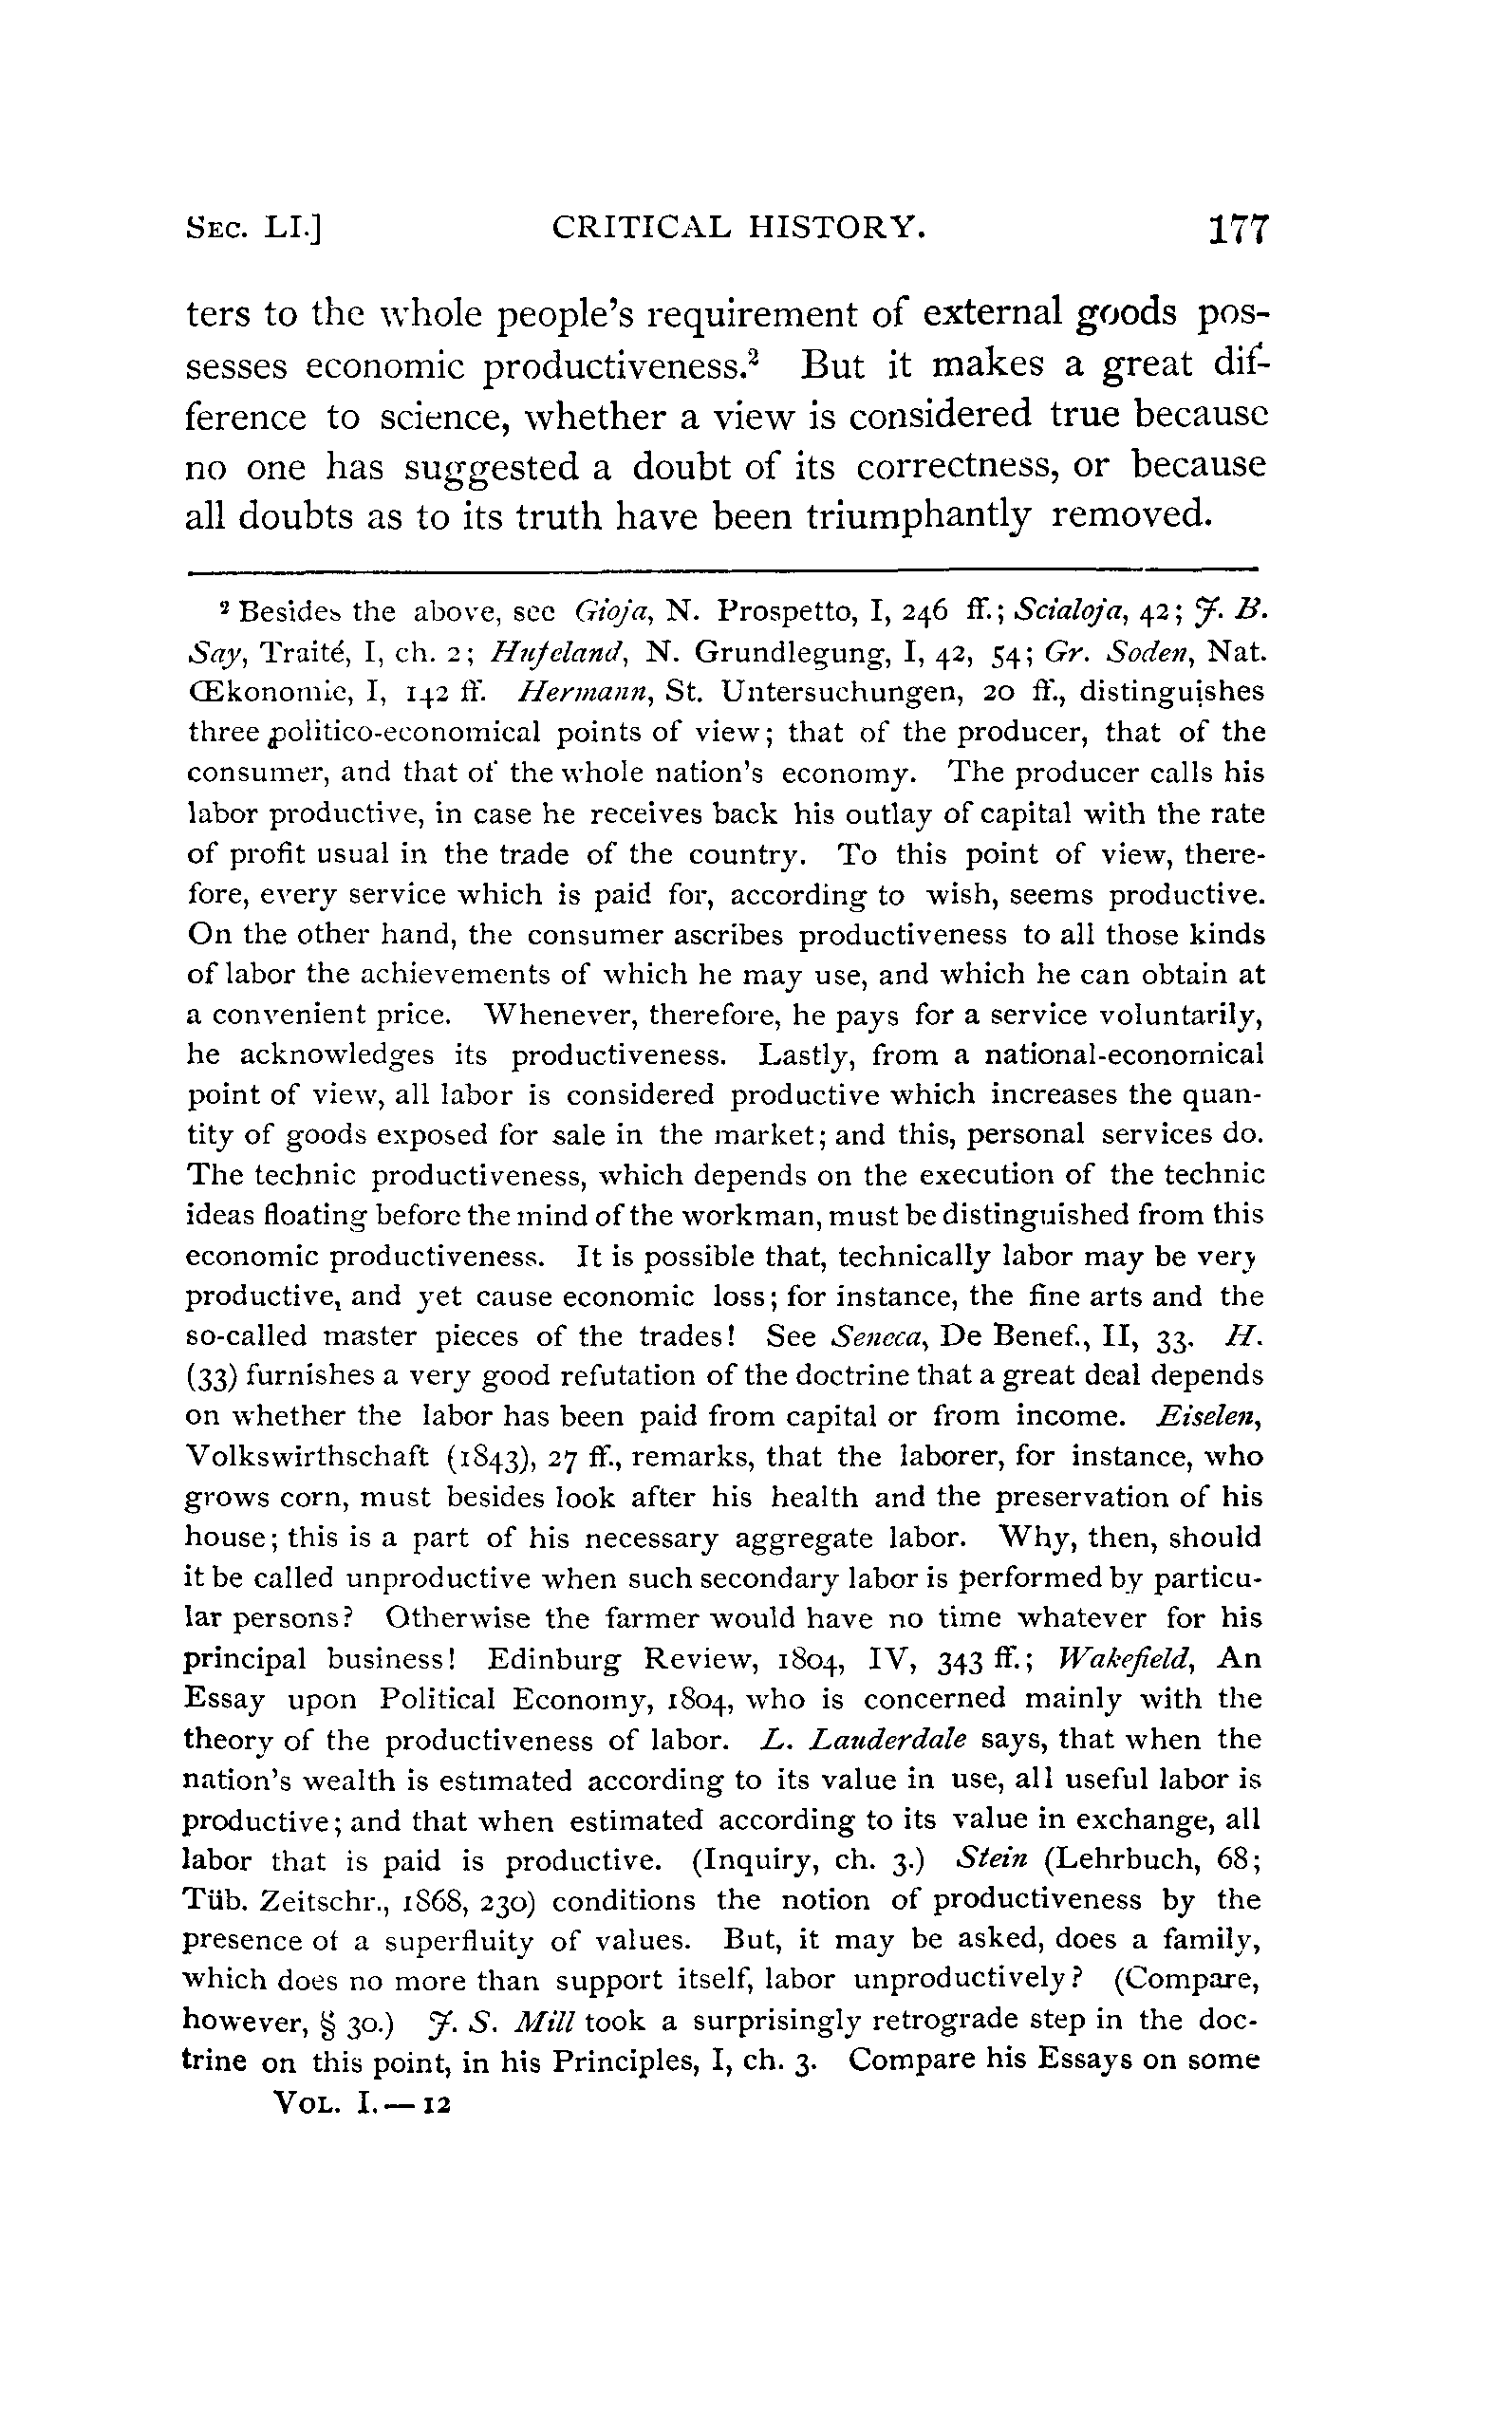 SEC. LI.] CRITICAL HISTORY. 177
ters to the whole people's requirement of external goods pos-
sesses economic productiveness.² But it makes a great dif-
ference to science, whether a view is considered true because
no one has suggested a doubt of its correctness, or because
all doubts as to its truth have been triumphantly removed.
² Besides the above, see Gioja, N. Prospetto, I, 246 ff.; Scialoja, 42; J. B.
Say, Traité, I, ch. 2; Hufeland, N. Grundlegung, I, 42, 54; Gr. Soden, Nat.
Œkonomie, I, 142 ff. Hermann, St. Untersuchungen, 20 ff., distinguishes
three politico-economical points of view; that of the producer, that of the
consumer, and that of the whole nation's economy. The producer calls his
labor productive, in case he receives back his outlay of capital with the rate
of profit usual in the trade of the country. To this point of view, there-
fore, every service which is paid for, according to wish, seems productive.
On the other hand, the consumer ascribes productiveness to all those kinds
of labor the achievements of which he may use, and which he can obtain at
a convenient price. Whenever, therefore, he pays for a service voluntarily,
he acknowledges its productiveness. Lastly, from a national-economical
point of view, all labor is considered productive which increases the quan-
tity of goods exposed for sale in the market; and this, personal services do.
The technic productiveness, which depends on the execution of the technic
ideas floating before the mind of the workman, must be distinguished from this
economic productiveness. It is possible that, technically labor may be very
productive, and yet cause economic loss; for instance, the fine arts and the
so-called master pieces of the trades! See Seneca, De Benef., II, 33. H.
(33) furnishes a very good refutation of the doctrine that a great deal depends
on whether the labor has been paid from capital or from income. Eiselen,
Volkswirthschaft (1843), 27 ff., remarks, that the laborer, for instance, who
grows corn, must besides look after his health and the preservation of his
house; this is a part of his necessary aggregate labor. Why, then, should
it be called unproductive when such secondary labor is performed by particu-
lar persons? Otherwise the farmer would have no time whatever for his
principal business! Edinburg Review, 1804, IV, 343 ff.; Wakefield, An
Essay upon Political Economy, 1804, who is concerned mainly with the
theory of the productiveness of labor. L. Lauderdale says, that when the
nation's wealth is estimated according to its value in use, all useful labor is
productive; and that when estimated according to its value in exchange, all
labor that is paid is productive. (Inquiry, ch. 3.) Stein (Lehrbuch, 68;
Tüb. Zeitschr., 1868, 230) conditions the notion of productiveness by the
presence of a superfluity of values. But, it may be asked, does a family,
which does no more than support itself, labor unproductively? (Compare,
however, § 30.) J. S. Mill took a surprisingly retrograde step in the doc-
trine on this point, in his Principles, I, ch. 3. Compare his Essays on some
VOL. I.—12